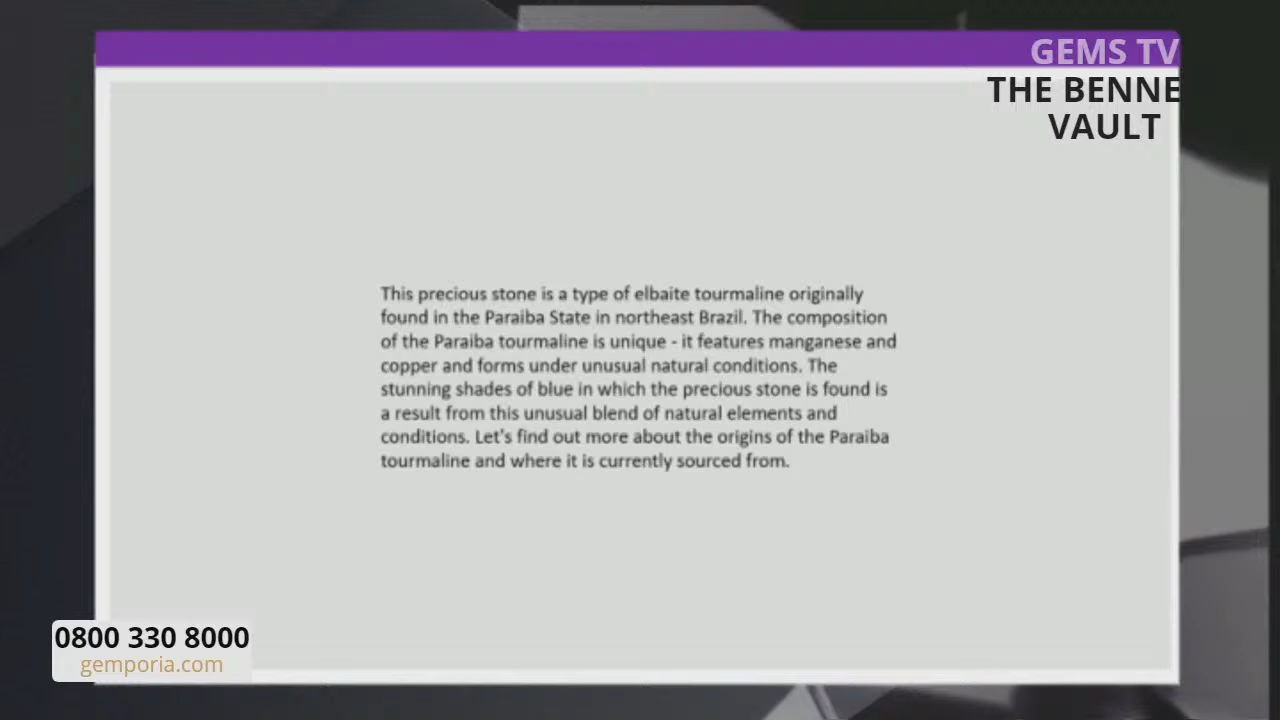 GEMS TV
THE BENNE
VAULT
This precious stone is a type of elbaite tourmaline originally
found in the Paraiba State in northeast Brazil. The composition
of the Paraiba tourmaline is unique - it features manganese and
copper and forms under unusual natural conditions. The
stunning shades of blue in which the precious stone is found is
a result from this unusual blend of natural elements and
conditions. Let's find out more about the origins of the Paraiba
tourmaline and where it is currently sourced from.
0800 330 8000
gemporia.com